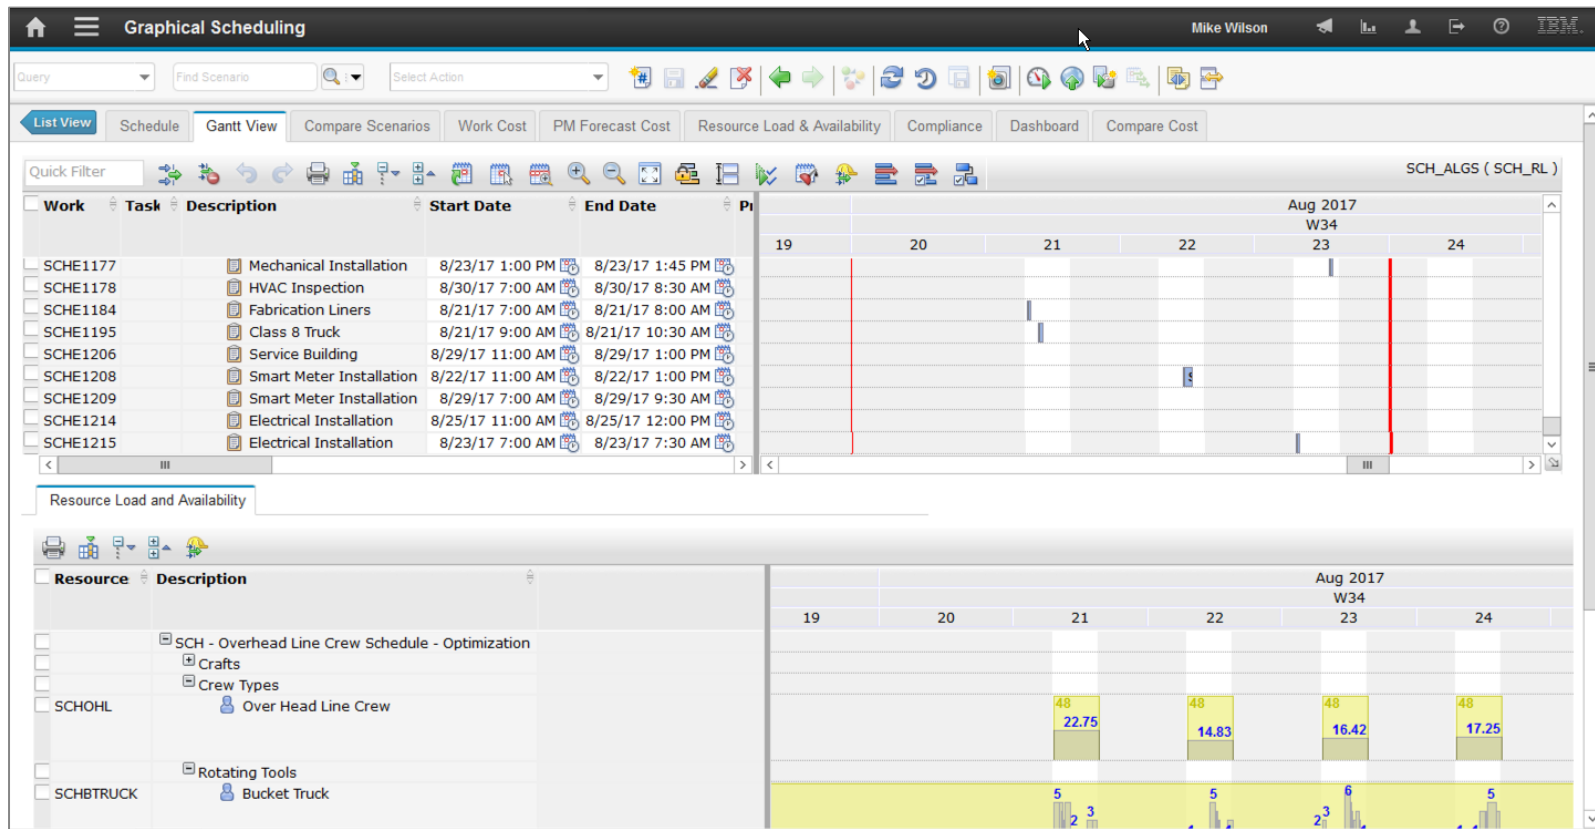 Graphical Scheduling Mike Wilson IBM.
Query Find Scenario Select Action
List View Schedule Gantt View Compare Scenarios Work Cost PM Forecast Cost Resource Load & Availability Compliance Dashboard Compare Cost
Quick Filter SCH_ALGS ( SCH_RL )
Work Task Description Start Date End Date Aug 2017
W34
19 20 21 22 23 24
SCHE1177 Mechanical Installation 8/23/17 1:00 PM 8/23/17 1:45 PM
SCHE1178 HVAC Inspection 8/30/17 7:00 AM 8/30/17 8:30 AM
SCHE1184 Fabrication Liners 8/21/17 7:00 AM 8/21/17 8:00 AM
SCHE1195 Class 8 Truck 8/21/17 9:00 AM 8/21/17 10:30 AM
SCHE1206 Service Building 8/29/17 11:00 AM 8/29/17 1:00 PM
SCHE1208 Smart Meter Installation 8/22/17 11:00 AM 8/22/17 1:00 PM
SCHE1209 Smart Meter Installation 8/29/17 7:00 AM 8/29/17 9:30 AM
SCHE1214 Electrical Installation 8/25/17 11:00 AM 8/25/17 12:00 PM
SCHE1215 Electrical Installation 8/23/17 7:00 AM 8/23/17 7:30 AM
Resource Load and Availability
Resource Description Aug 2017
W34
19 20 21 22 23 24
SCH - Overhead Line Crew Schedule - Optimization
Crafts
Crew Types
SCHOHL Over Head Line Crew 48 48 48 48
22.75 14.83 16.42 17.25
Rotating Tools
SCHBTRUCK Bucket Truck 5 5 6 5
2 3 2 3